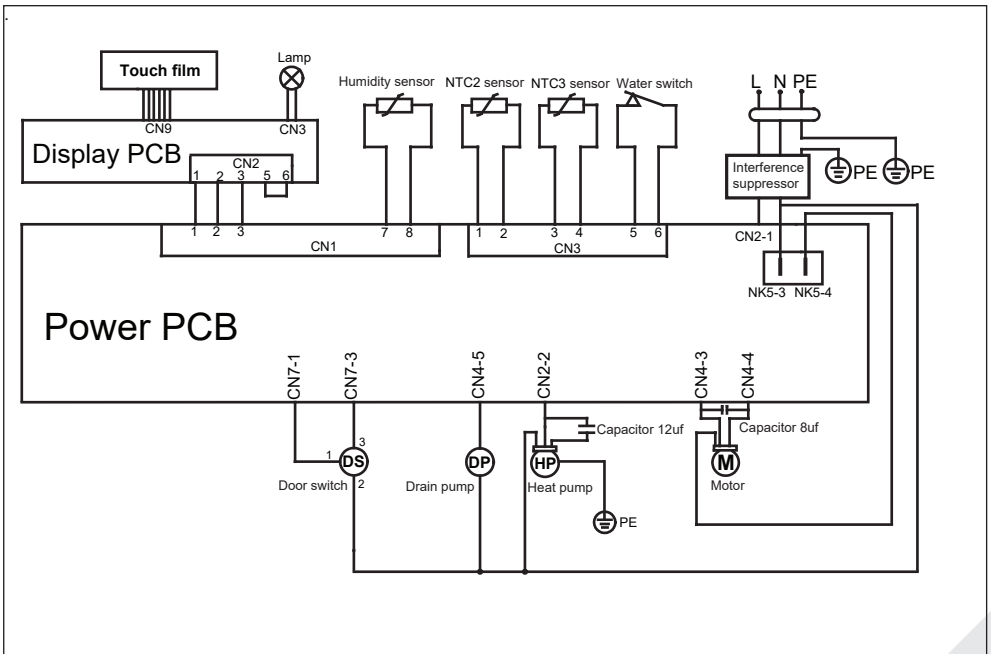 Touch film
Lamp
CN9
CN3
Display PCB
CN2
1 2 3 5 6
Humidity sensor
NTC2 sensor
NTC3 sensor
Water switch
L N PE
Interference
suppressor
PE
PE
1 2 3 7 8
CN1
1 2 3 4 5 6
CN3
CN2-1
NK5-3 NK5-4
Power PCB
CN7-1
CN7-3
CN4-5
CN2-2
CN4-3
CN4-4
Capacitor 12uf
Capacitor 8uf
1
3
DS
2
Door switch
DP
Drain pump
HP
Heat pump
PE
M
Motor